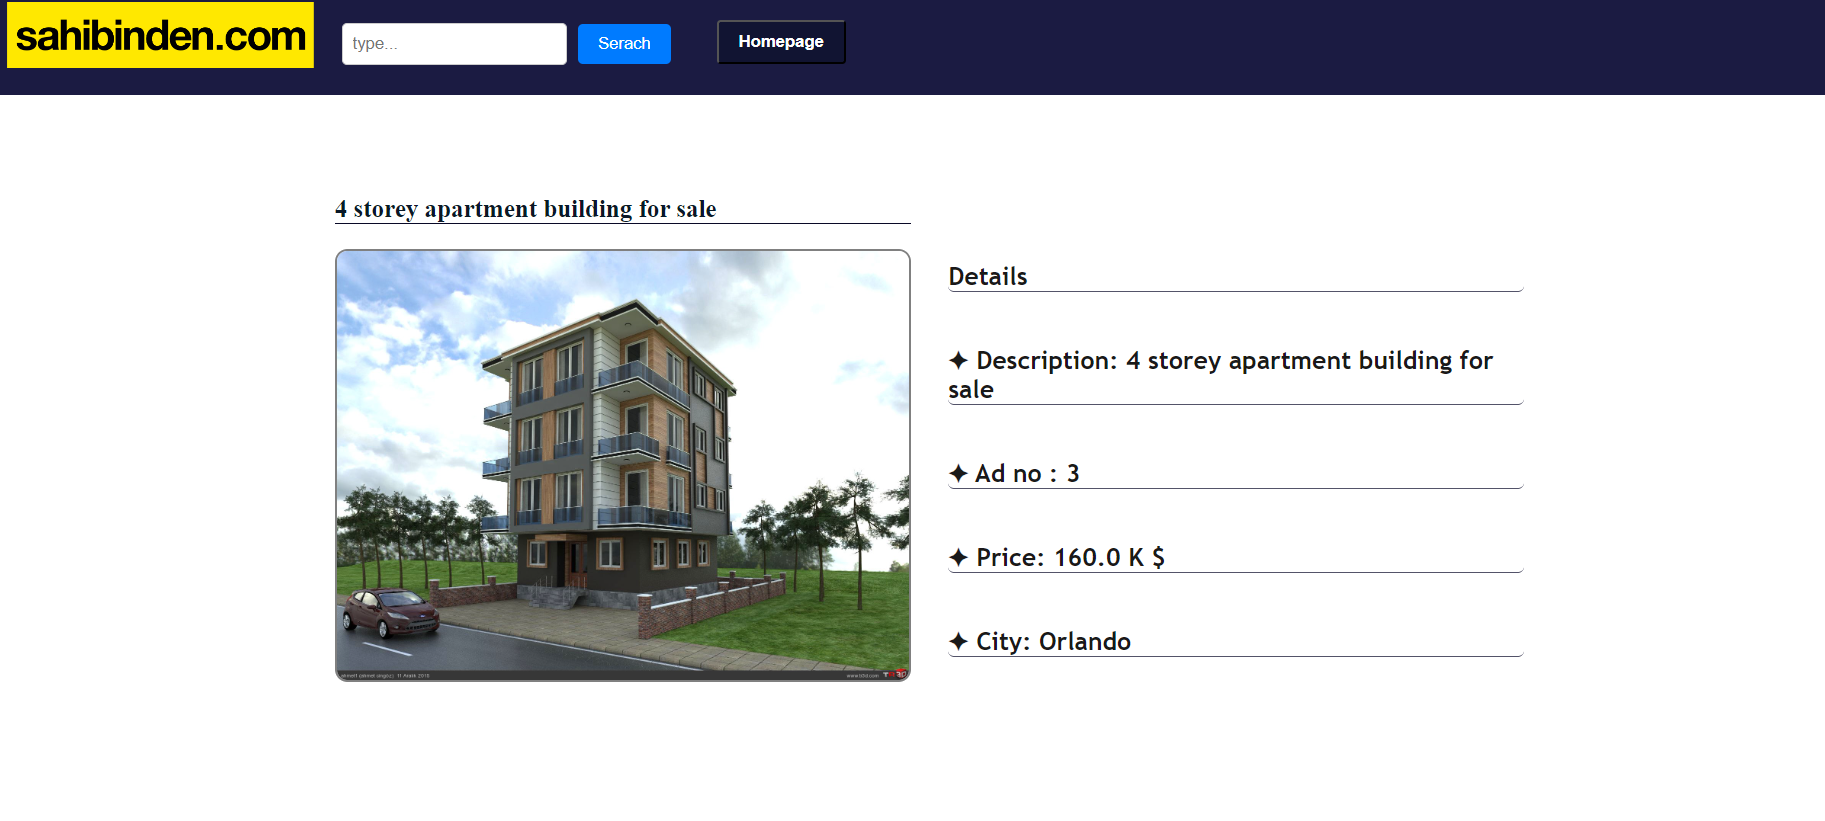 sahibinden.com
type...
Serach
Homepage
4 storey apartment building for sale
Details
✦ Description: 4 storey apartment building for
sale
✦ Ad no : 3
✦ Price: 160.0 K $
✦ City: Orlando